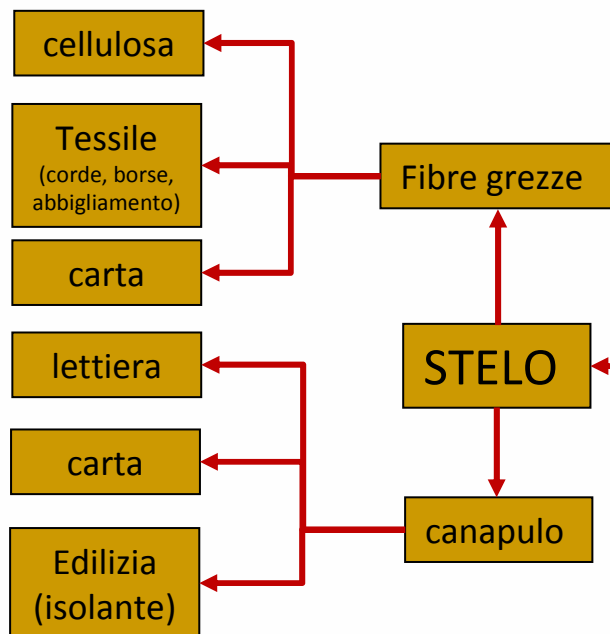 cellulosa
Tessile
(corde, borse,
abbigliamento)
Fibre grezze
carta
lettiera
STELO
carta
canapulo
Edilizia
(isolante)